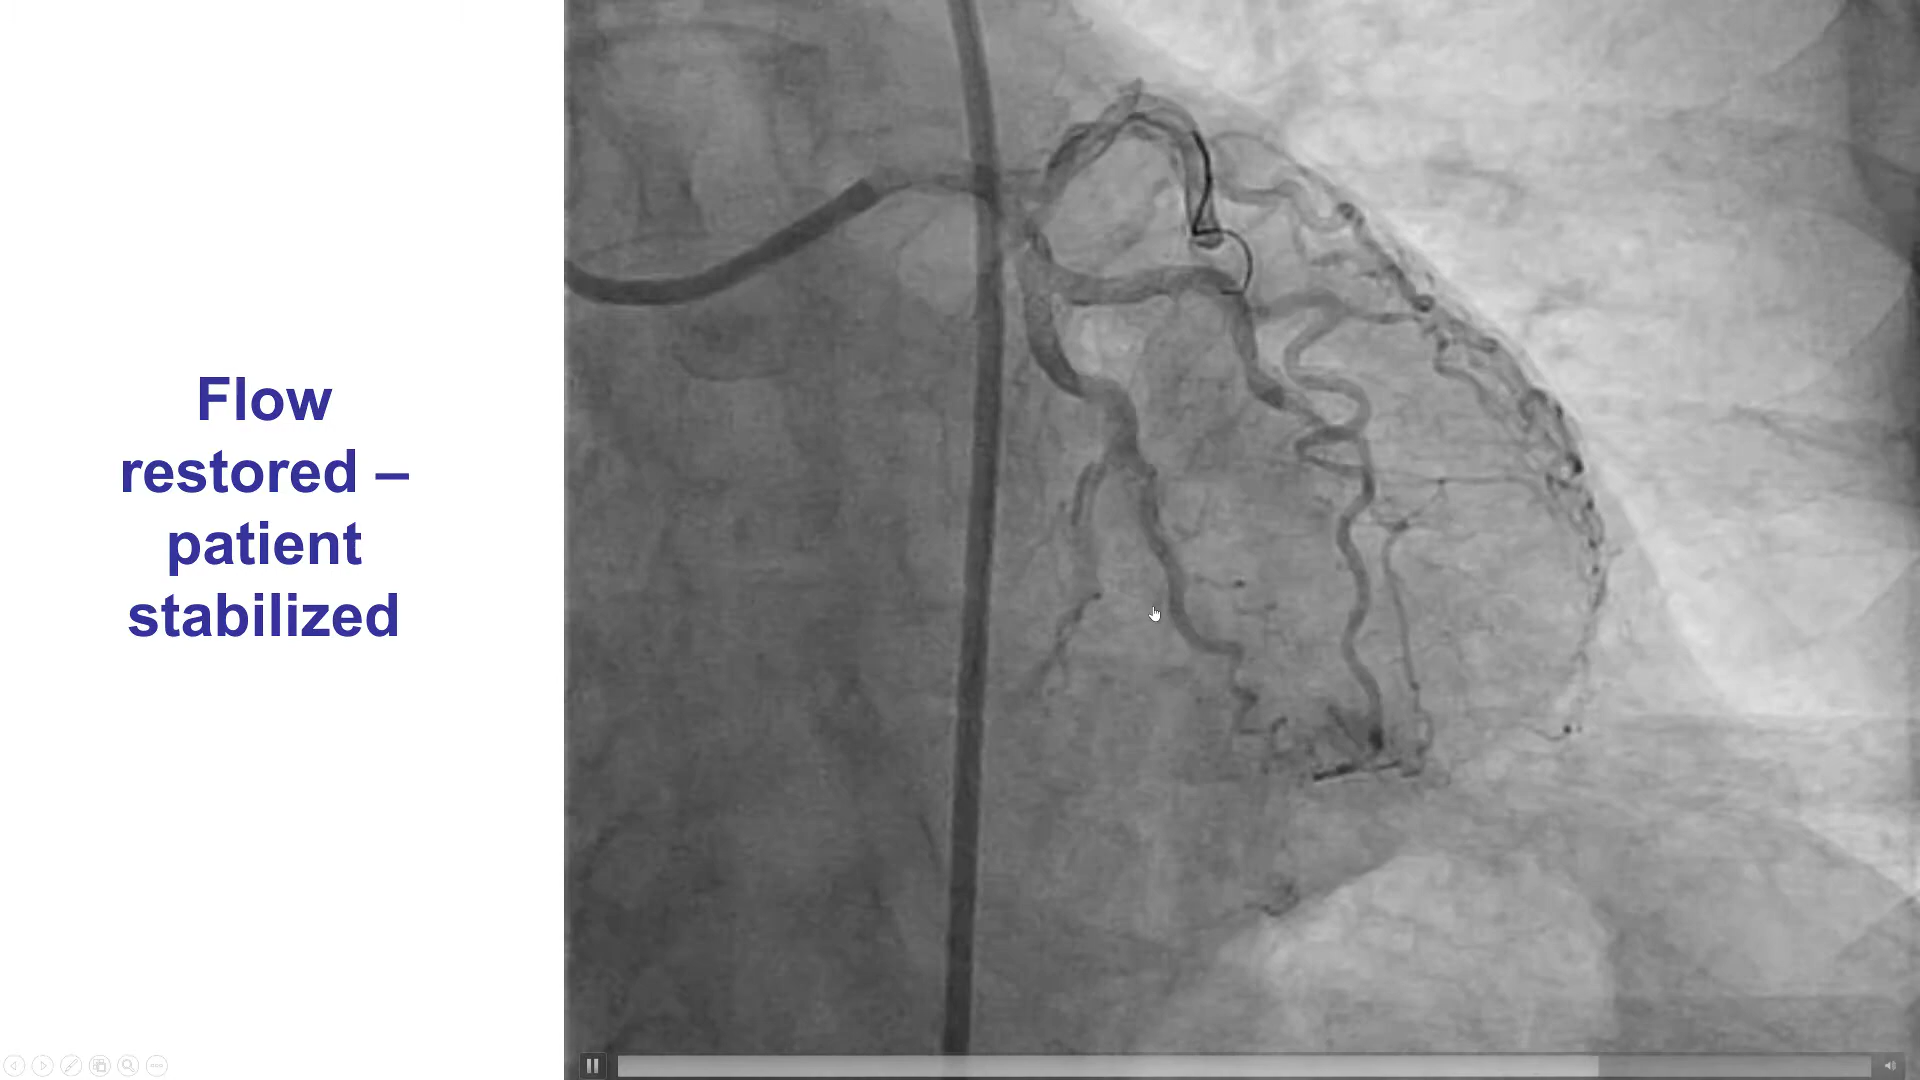 Flow
restored –
patient
stabilized